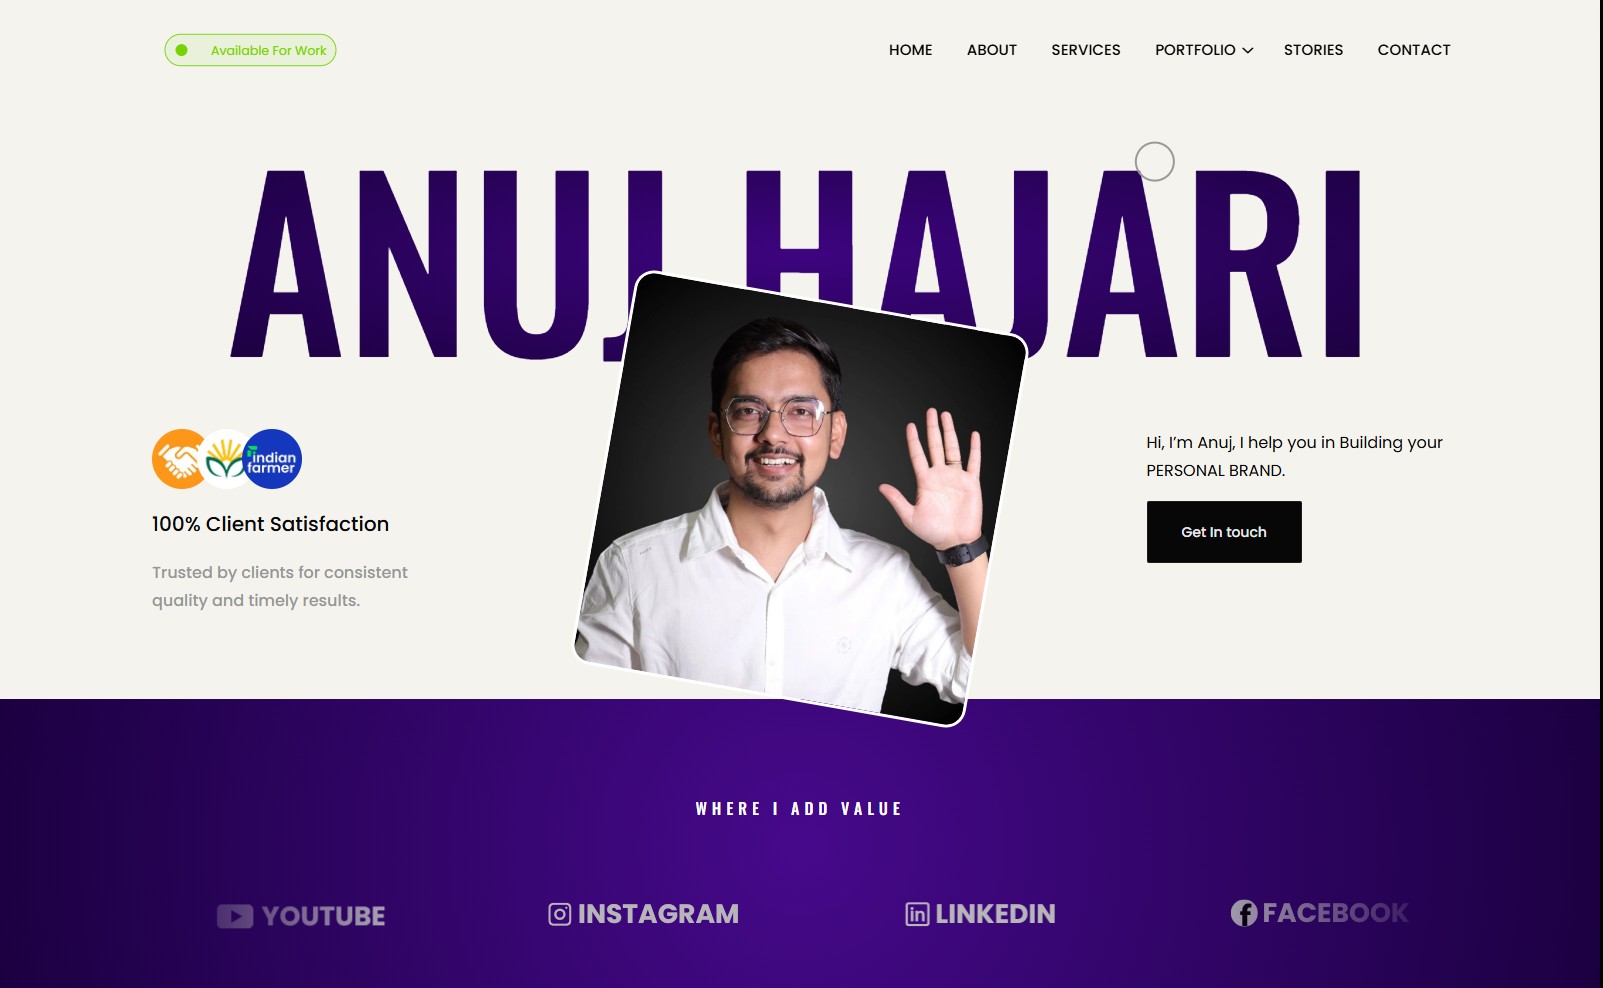 Available For Work
HOME ABOUT SERVICES PORTFOLIO STORIES CONTACT
ANUJ HAJARI
indian
farmer
100% Client Satisfaction
Trusted by clients for consistent
quality and timely results.
Hi, I’m Anuj, I help you in Building your
PERSONAL BRAND.
Get In touch
WHERE I ADD VALUE
YOUTUBE INSTAGRAM LINKEDIN FACEBOOK